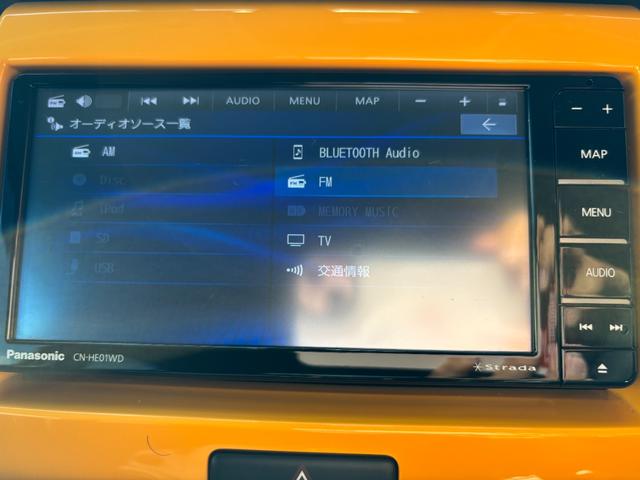 AUDIO MENU MAP − +
オーディオソース一覧
AM
Disc
iPod
SD
USB
BLUETOOTH Audio
FM
MEMORY MUSIC
TV
交通情報
− +
MAP
MENU
AUDIO
Panasonic CN-HE01WD
Strada